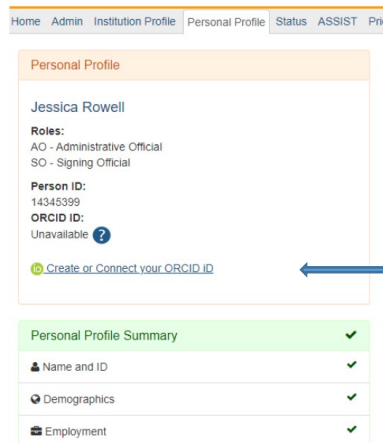 Home Admin Institution Profile Personal Profile Status ASSIST
Personal Profile
Jessica Rowell
Roles:
AO - Administrative Official
SO - Signing Official
Person ID:
14345399
ORCID ID:
Unavailable ?
iD Create or Connect your ORCID iD
Personal Profile Summary
Name and ID
Demographics
Employment